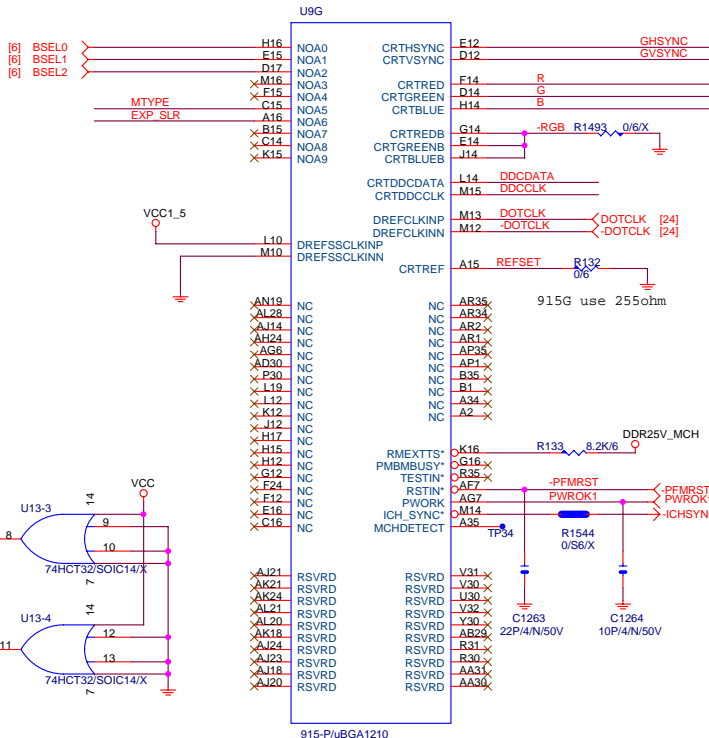 U9G
[6] BSEL0 H16 NOA0 CRTHSYNC E12 GHSYNC
[6] BSEL1 E15 NOA1 CRTVSYNC D12 GVSYNC
[6] BSEL2 D17 NOA2
M16 NOA3 CRTRED F14 R
F15 NOA4 CRTGREEN D14 G
MTYPE C15 NOA5 CRTBLUE H14 B
EXP_SLR A16 NOA6
B15 NOA7 CRTREDB G14 -RGB R1493 0/6/X
C14 NOA8 CRTGREENB E14
K15 NOA9 CRTBLUEB J14
CRTDDCDATA L14 DDCDATA
CRTDDCCLK M15 DDCCLK
VCC1_5
DREFCLKINP M13 DOTCLK DOTCLK [24]
DREFCLKINN M12 -DOTCLK -DOTCLK [24]
L10 DREFSSCLKINP
M10 DREFSSCLKINN
CRTREF A15 REFSET R132
0/6
915G use 255ohm
AN19 NC NC AR35
AL28 NC NC AR34
AJ14 NC NC AR2
AH24 NC NC AR1
AG6 NC NC AP35
AD30 NC NC AP1
P30 NC NC B35
L19 NC NC B1
L12 NC NC A34
K12 NC NC A2
J12 NC
H17 NC
DDR25V_MCH
H15 NC RMEXTTS* K16 R133 8.2K/6
H12 NC PMBMBUSY* G16
G12 NC TESTIN* R35
F24 NC RSTIN* AF7 -PFMRST -PFMRST
F12 NC PWORK AG7 PWROK1 PWROK1
E16 NC ICH_SYNC* M14 -ICHSYN
C16 NC MCHDETECT A35 TP34 R1544
0/S6/X
VCC
U13-3 14
9
8
10
7
74HCT32/SOIC14/X
U13-4 14
12
11
13
7
74HCT32/SOIC14/X
C1263
22P/4/N/50V
C1264
10P/4/N/50V
AJ21 RSVRD RSVRD V31
AK21 RSVRD RSVRD V30
AK24 RSVRD RSVRD U30
AL21 RSVRD RSVRD V32
AL20 RSVRD RSVRD Y30
AK18 RSVRD RSVRD AB29
AJ24 RSVRD RSVRD R31
AJ23 RSVRD RSVRD R30
AJ18 RSVRD RSVRD AA31
AJ20 RSVRD RSVRD AA30
915-P/uBGA1210